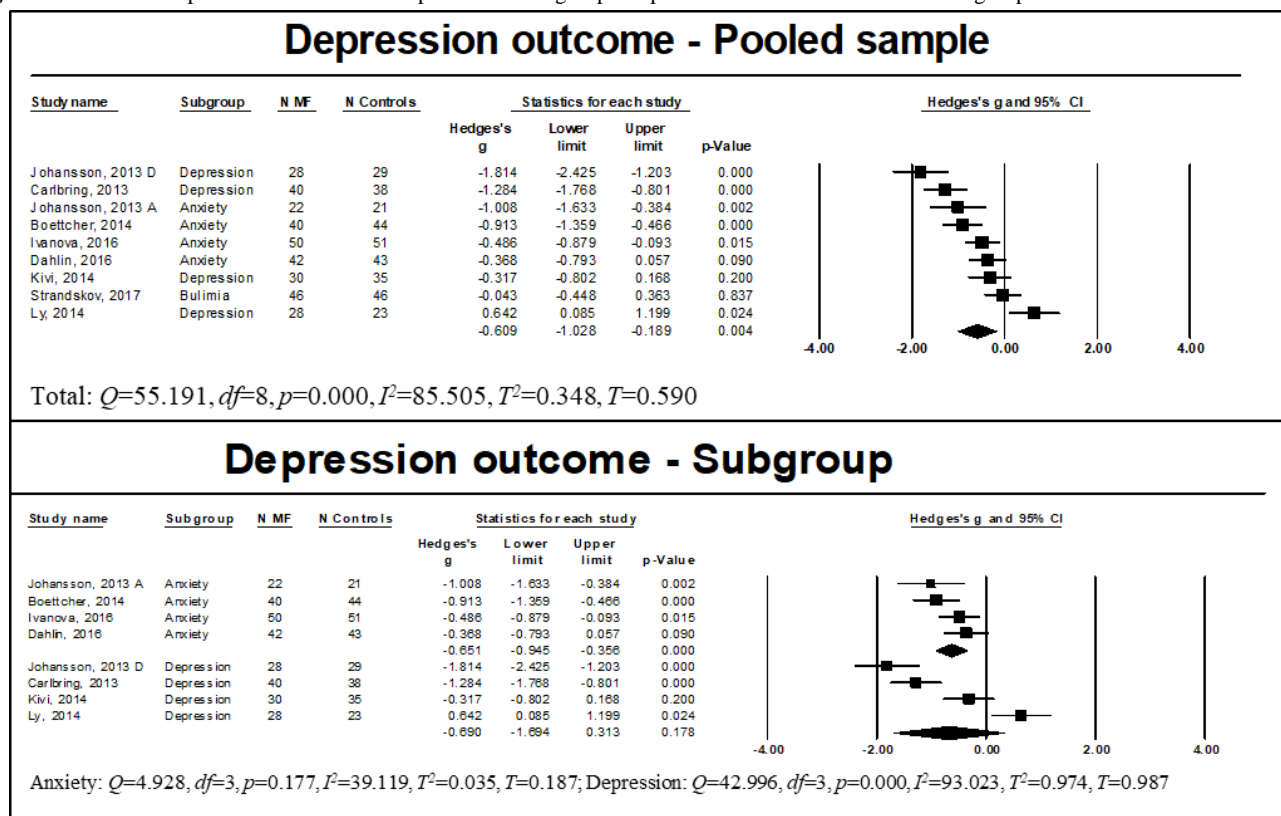 Depression outcome - Pooled sample
Study name Subgroup N MF N Controls Statistics for each study Hedges's g and 95% CI
Hedges's g Lower limit Upper limit p-Value
Johansson, 2013 D Depression 28 29 -1.814 -2.425 -1.203 0.000
Carlbring, 2013 Depression 40 38 -1.284 -1.768 -0.801 0.000
Johansson, 2013 A Anxiety 22 21 -1.008 -1.633 -0.384 0.002
Boettcher, 2014 Anxiety 40 44 -0.913 -1.359 -0.466 0.000
Ivanova, 2016 Anxiety 50 51 -0.486 -0.879 -0.093 0.015
Dahlin, 2016 Anxiety 42 43 -0.368 -0.793 0.057 0.090
Kivi, 2014 Depression 30 35 -0.317 -0.802 0.168 0.200
Strandskov, 2017 Bulimia 46 46 -0.043 -0.448 0.363 0.837
Ly, 2014 Depression 28 23 0.642 0.085 1.199 0.024
-0.609 -1.028 -0.189 0.004
-4.00 -2.00 0.00 2.00 4.00
Total: Q=55.191, df=8, p=0.000, I²=85.505, T²=0.348, T=0.590
Depression outcome - Subgroup
Study name Subgroup N MF N Controls Statistics for each study Hedges's g and 95% CI
Hedges's g Lower limit Upper limit p-Value
Johansson, 2013 A Anxiety 22 21 -1.008 -1.633 -0.384 0.002
Boettcher, 2014 Anxiety 40 44 -0.913 -1.359 -0.466 0.000
Ivanova, 2016 Anxiety 50 51 -0.486 -0.879 -0.093 0.015
Dahlin, 2016 Anxiety 42 43 -0.368 -0.793 0.057 0.090
-0.651 -0.945 -0.356 0.000
Johansson, 2013 D Depression 28 29 -1.814 -2.425 -1.203 0.000
Carlbring, 2013 Depression 40 38 -1.284 -1.768 -0.801 0.000
Kivi, 2014 Depression 30 35 -0.317 -0.802 0.168 0.200
Ly, 2014 Depression 28 23 0.642 0.085 1.199 0.024
-0.690 -1.694 0.313 0.178
-4.00 -2.00 0.00 2.00 4.00
Anxiety: Q=4.928, df=3, p=0.177, I²=39.119, T²=0.035, T=0.187; Depression: Q=42.996, df=3, p=0.000, I²=93.023, T²=0.974, T=0.987